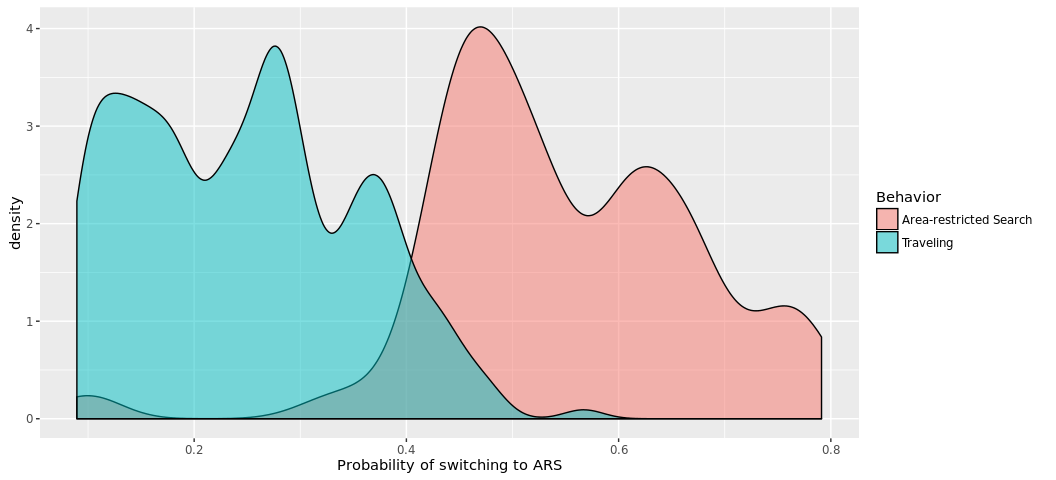 density
4
3
2
1
0
0.2 0.4 0.6 0.8
Probability of switching to ARS
Behavior
Area-restricted Search
Traveling